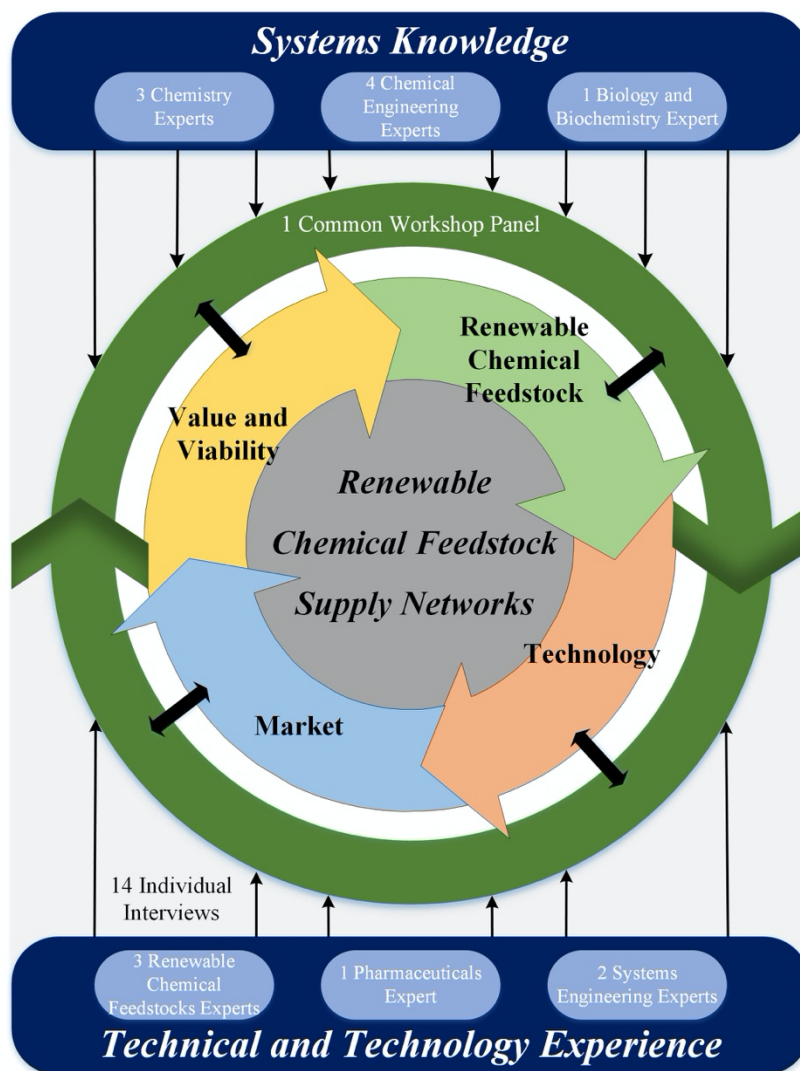 Systems Knowledge
3 Chemistry
Experts
4 Chemical
Engineering
Experts
1 Biology and
Biochemistry Expert
1 Common Workshop Panel
Renewable
Chemical
Feedstock
Value and
Viability
Renewable
Chemical Feedstock
Supply Networks
Technology
Market
14 Individual
Interviews
3 Renewable
Chemical
Feedstocks Experts
1 Pharmaceuticals
Expert
2 Systems
Engineering Experts
Technical and Technology Experience